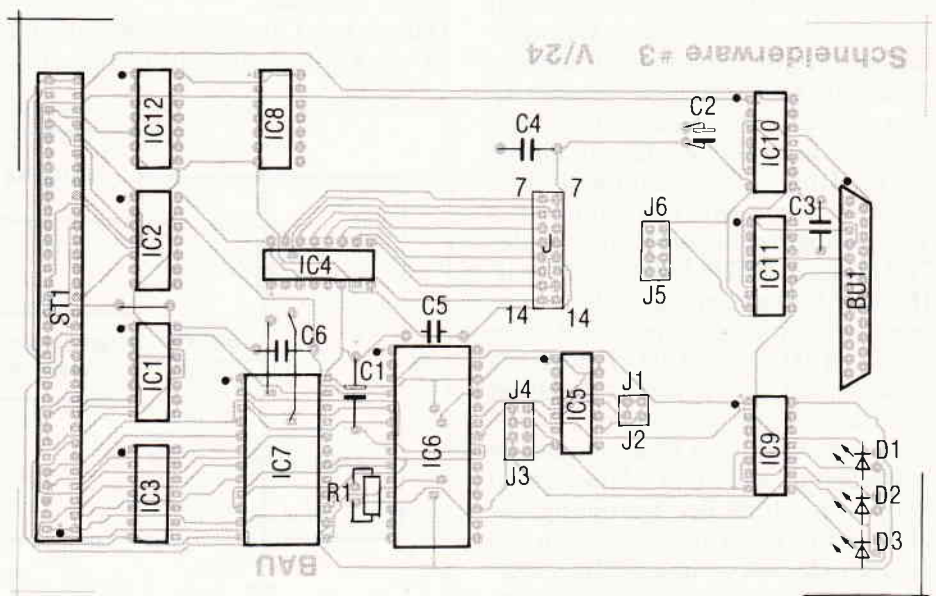 Schneiderware #3 V/24
C2
C4
IC12
IC8
IC10
7 7
J6
C3
IC2
J
IC11
IC4
ST1
BU1
J5
C5
14 14
C6
IC1
C1
J4
J1
IC5
J2
IC6
IC7
IC9
J3
D1
R1
IC3
D2
D3
BAU